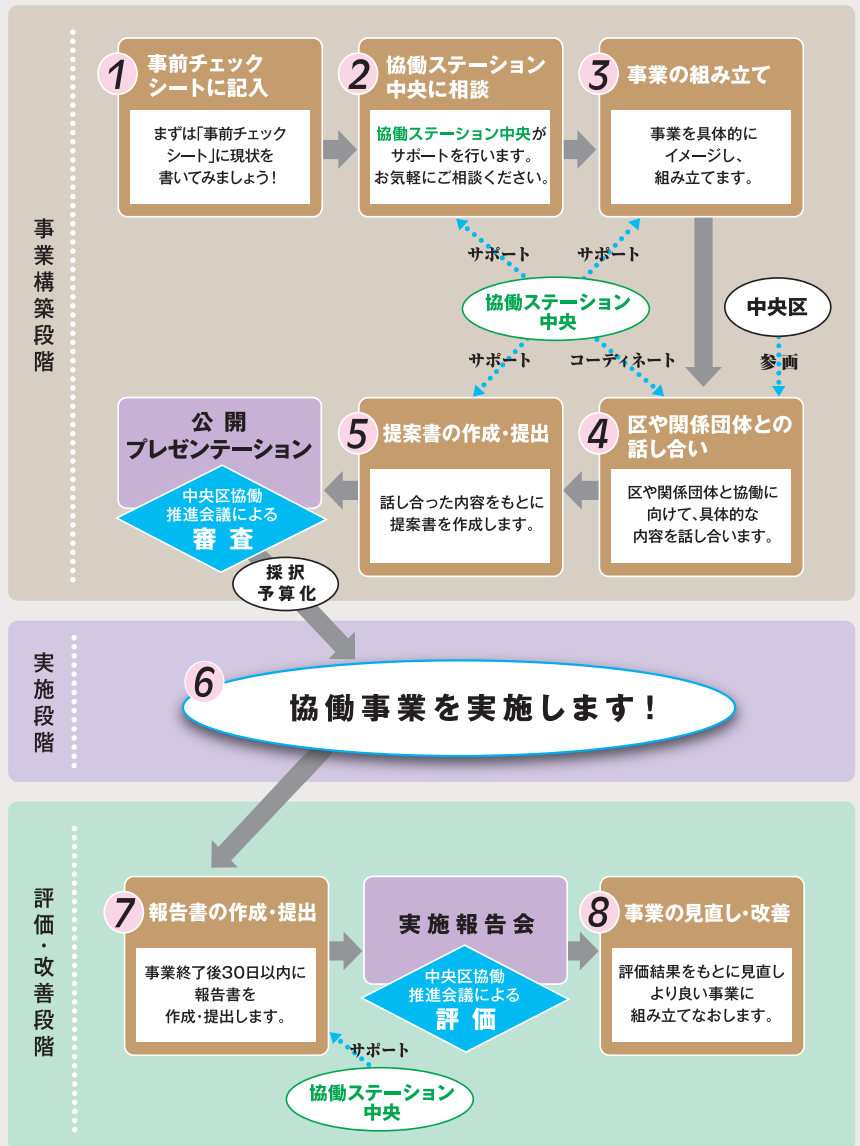 事業構築段階
1
事前チェック
シートに記入
まずは「事前チェック
シート」に現状を
書いてみましょう！
2
協働ステーション
中央に相談
協働ステーション中央が
サポートを行います。
お気軽にご相談ください。
3
事業の組み立て
事業を具体的に
イメージし、
組み立てます。
サポート
サポート
協働ステーション
中央
中央区
サポート
コーディネート
参画
4
区や関係団体との
話し合い
区や関係団体と協働に
向けて、具体的な
内容を話し合います。
5
提案書の作成・提出
話し合った内容をもとに
提案書を作成します。
公開
プレゼンテーション
中央区協働
推進会議による
審査
採択
予算化
実施段階
6
協働事業を実施します！
評価・改善段階
7
報告書の作成・提出
事業終了後30日以内に
報告書を
作成・提出します。
実施報告会
中央区協働
推進会議による
評価
8
事業の見直し・改善
評価結果をもとに見直し
より良い事業に
組み立てなおします。
サポート
協働ステーション
中央